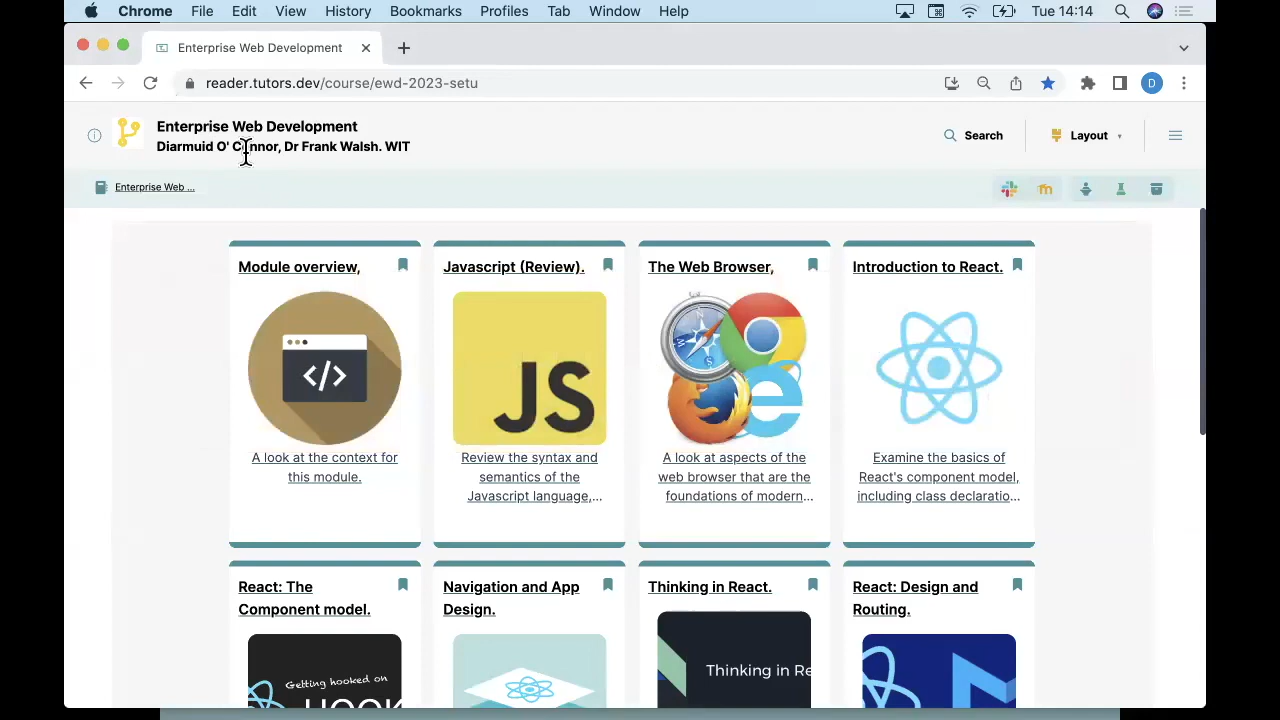 Chrome File Edit View History Bookmarks Profiles Tab Window Help Tue 14:14
Enterprise Web Development
reader.tutors.dev/course/ewd-2023-setu D
Enterprise Web Development
Diarmuid O' Connor, Dr Frank Walsh. WIT
Search Layout
Enterprise Web ...
Module overview,
A look at the context for
this module.
Javascript (Review).
JS
Review the syntax and
semantics of the
Javascript language,...
The Web Browser,
A look at aspects of the
web browser that are the
foundations of modern...
Introduction to React.
Examine the basics of
React's component model,
including class declaratio...
React: The
Component model.
Getting hooked on
Navigation and App
Design.
Thinking in React.
Thinking in Re
React: Design and
Routing.